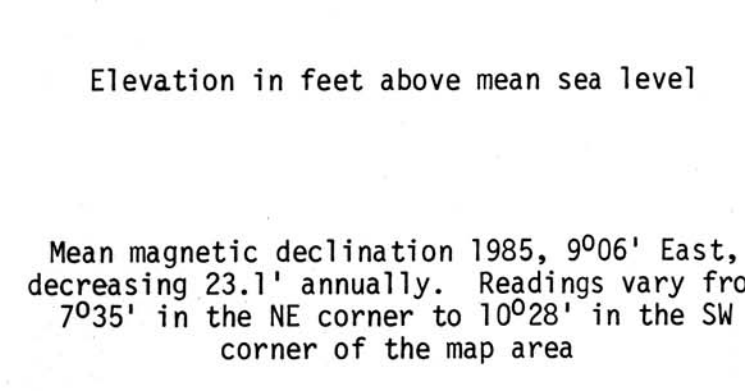 Elevation in feet above mean sea level
Mean magnetic declination 1985, 9°06' East,
decreasing 23.1' annually. Readings vary fro
7°35' in the NE corner to 10°28' in the SW
corner of the map area